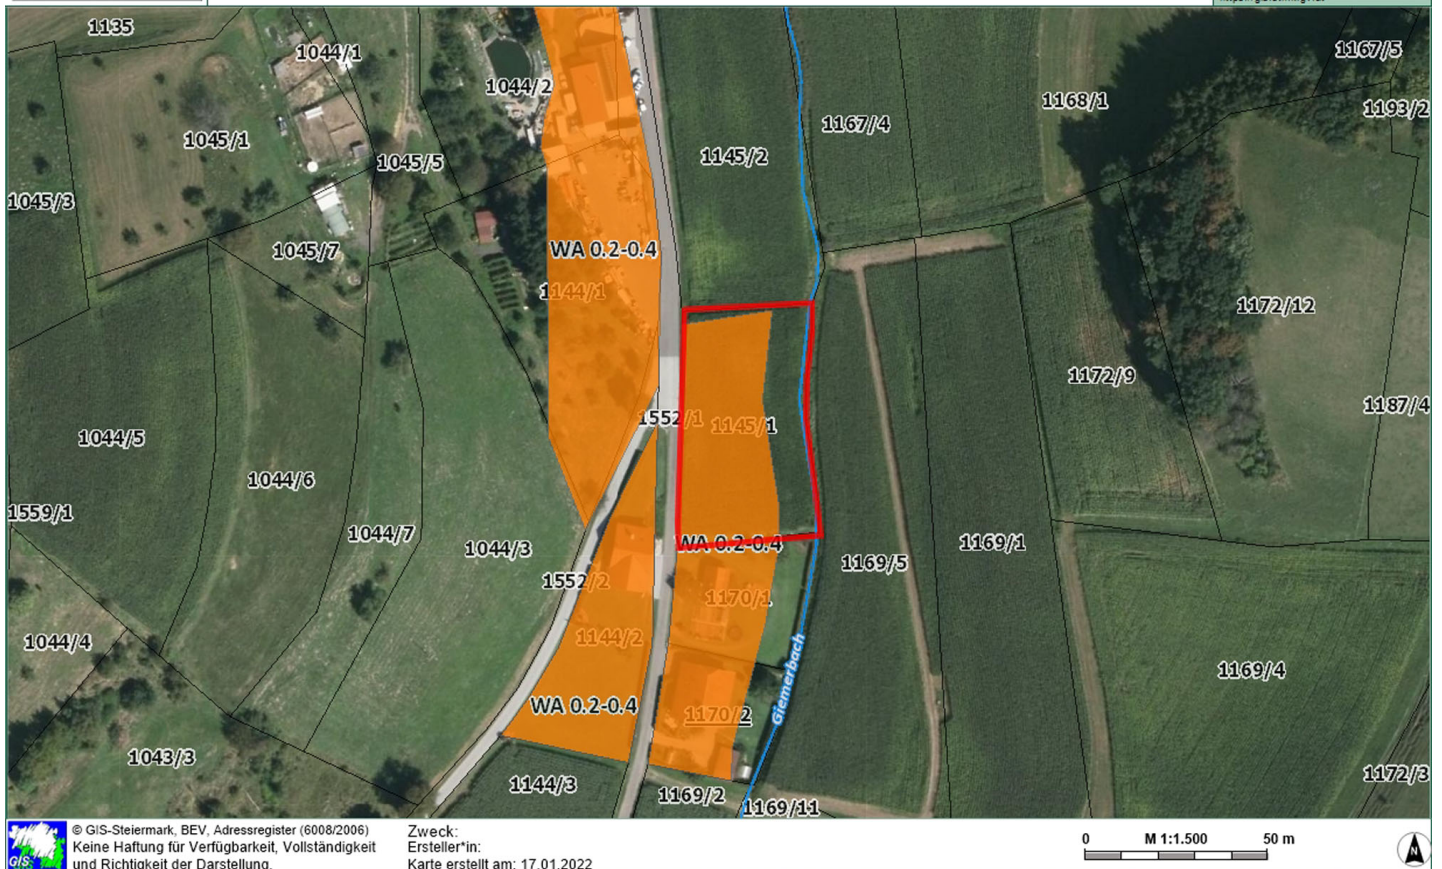 1135
1044/1
1044/2
1167/5
1168/1
1193/2
1167/4
1045/1
1145/2
1045/5
1045/3
1045/7
WA 0.2-0.4
1144/1
1172/12
1172/9
1187/4
1552/1
1145/1
1044/5
1044/6
1559/1
1044/7
1044/3
WA 0.2-0.4
1169/1
1169/5
1552/2
1170/1
1144/2
1044/4
1169/4
Giemerbach
WA 0.2-0.4
1170/2
1043/3
1144/3
1169/2
1169/11
1172/3
GIS
© GIS-Steiermark, BEV, Adressregister (6008/2006)
Keine Haftung für Verfügbarkeit, Vollständigkeit
und Richtigkeit der Darstellung.
Zweck:
Ersteller*in:
Karte erstellt am: 17.01.2022
0 M 1:1.500 50 m
N